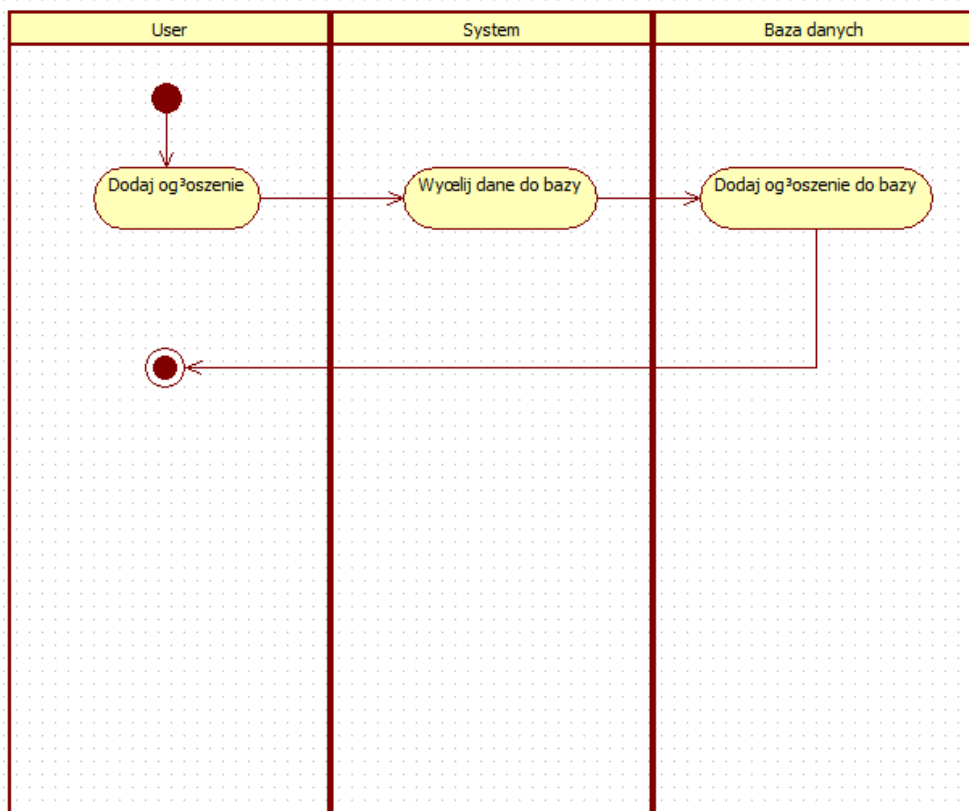 User
System
Baza danych
Dodaj og³oszenie
Wyœlij dane do bazy
Dodaj og³oszenie do bazy